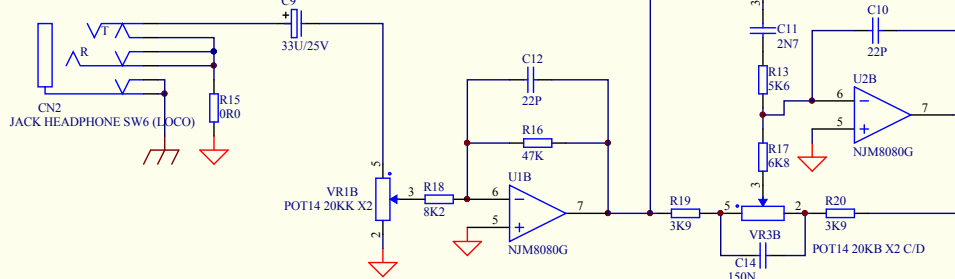 C9
+
33U/25V
T
R
CN2
JACK HEADPHONE SW6 (LOCO)
R15
0R0
5
VR1B
POT14 20KK X2
2
3
R18
8K2
C12
22P
R16
47K
U1B
6
5
7
NJM8080G
R19
3K9
3
C11
2N7
R13
5K6
R17
6K8
3
5
2
VR3B
C14
150N
R20
3K9
POT14 20KB X2 C/D
C10
22P
U2B
6
5
7
NJM8080G